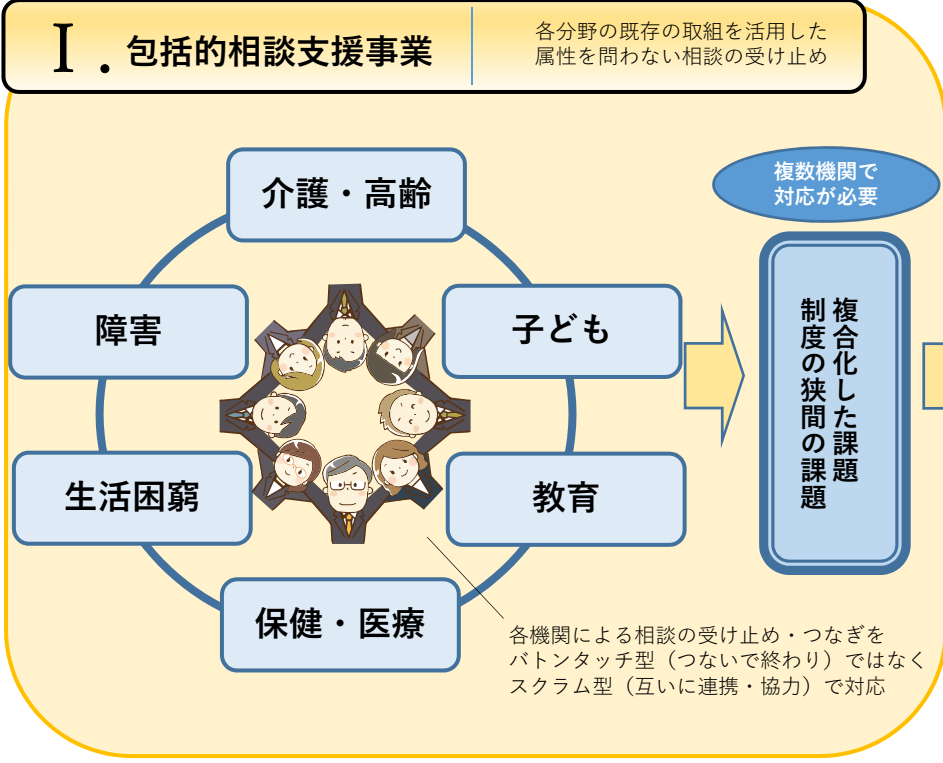 Ⅰ．包括的相談支援事業
各分野の既存の取組を活用した
属性を問わない相談の受け止め
介護・高齢
障害
子ども
生活困窮
教育
保健・医療
複数機関で
対応が必要
複合化した課題
制度の狭間の課題
各機関による相談の受け止め・つなぎを
バトンタッチ型（つないで終わり）ではなく
スクラム型（互いに連携・協力）で対応